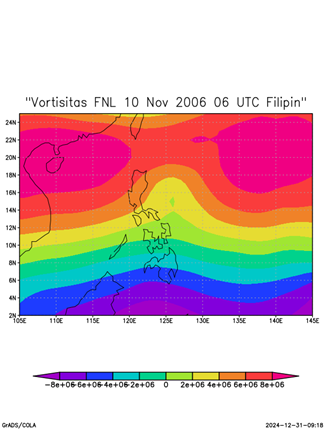 "Vortisitas FNL 10 Nov 2006 06 UTC Filipin"
24N
22N
20N
18N
16N
14N
12N
10N
8N
6N
4N
2N
105E 110E 115E 120E 125E 130E 135E 140E 145E
-8e+06 -6e+06 -4e+06 -2e+06 0 2e+06 4e+06 6e+06 8e+06
GrADS/COLA 2024-12-31-09:18